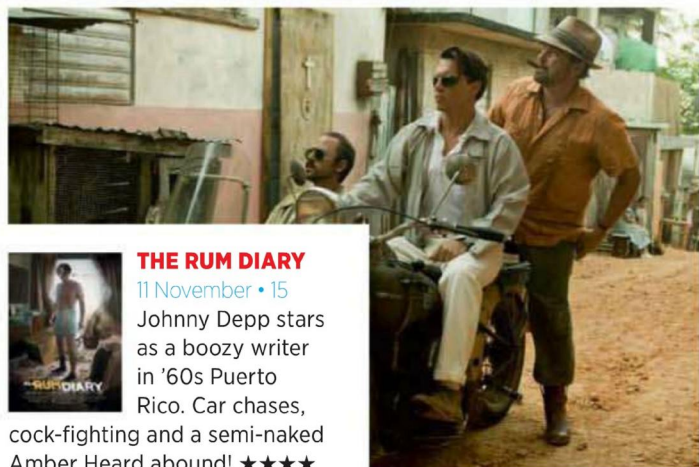 THE RUM DIARY
11 November • 15
Johnny Depp stars
as a boozy writer
in '60s Puerto
Rico. Car chases,
cock-fighting and a semi-naked
Amber Heard abound! ★★★★
RUM DIARY